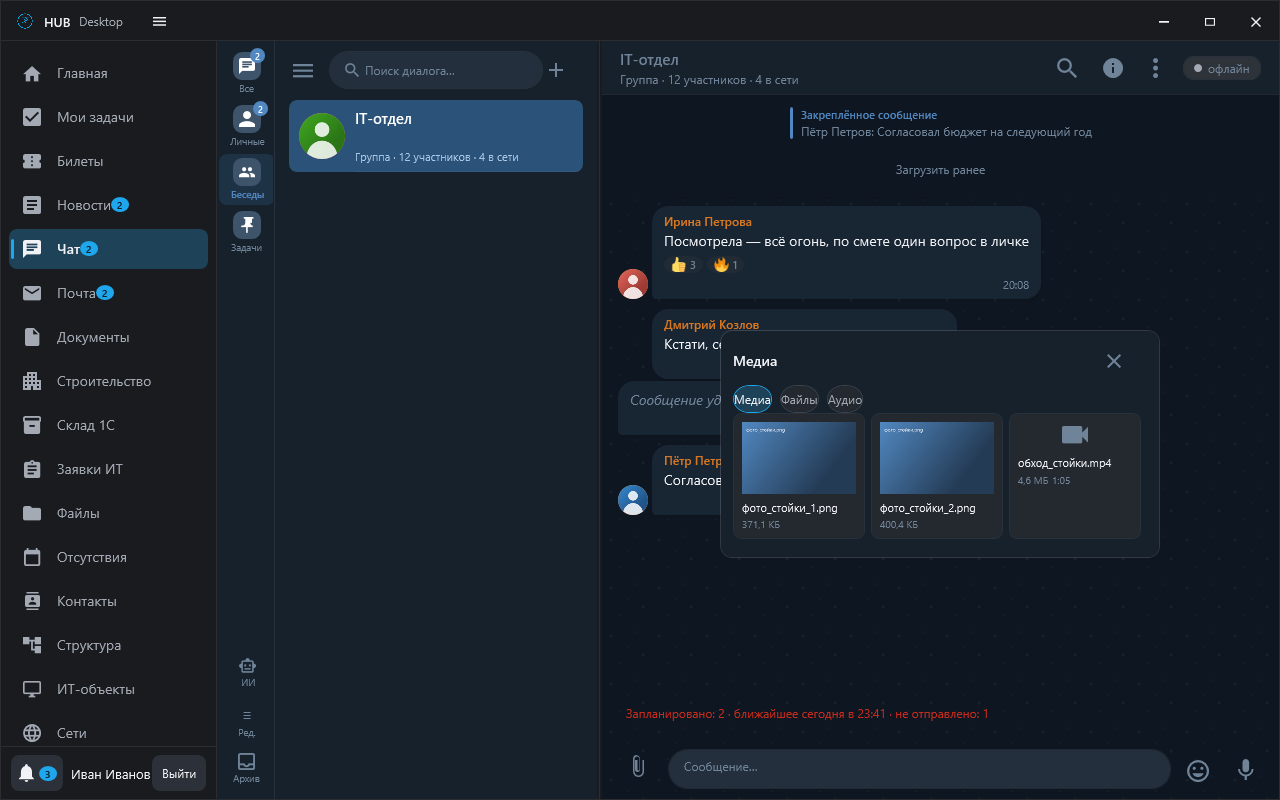 HUB Desktop
Главная
Мои задачи
Билеты
Новости 2
Чат 2
Почта 2
Документы
Строительство
Склад 1С
Заявки ИТ
Файлы
Отсутствия
Контакты
Структура
ИТ-объекты
Сети
3 Иван Иванов Выйти
2
Все
2
Личные
Беседы
Задачи
ИИ
Ред.
Архив
Поиск диалога...
IT-отдел
Группа · 12 участников · 4 в сети
IT-отдел
Группа · 12 участников · 4 в сети
офлайн
Закреплённое сообщение
Пётр Петров: Согласовал бюджет на следующий год
Загрузить ранее
Ирина Петрова
Посмотрела — всё огонь, по смете один вопрос в личке
👍 3 🔥 1
20:08
Дмитрий Козлов
Кстати, се
Сообщение уд
Пётр Петр
Согласов
Медиа
Медиа Файлы Аудио
фото_стойки_1.png
371,1 КБ
фото_стойки_2.png
400,4 КБ
обход_стойки.mp4
4,6 МБ 1:05
Запланировано: 2 · ближайшее сегодня в 23:41 · не отправлено: 1
Сообщение...